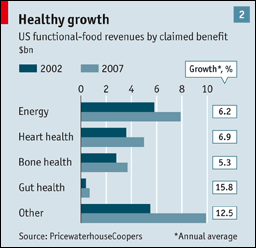 Healthy growth
2
US functional-food revenues by claimed benefit
$bn
2002 2007 Growth*, %
0 2 4 6 8 10
Energy 6.2
Heart health 6.9
Bone health 5.3
Gut health 15.8
Other 12.5
Source: PricewaterhouseCoopers *Annual average